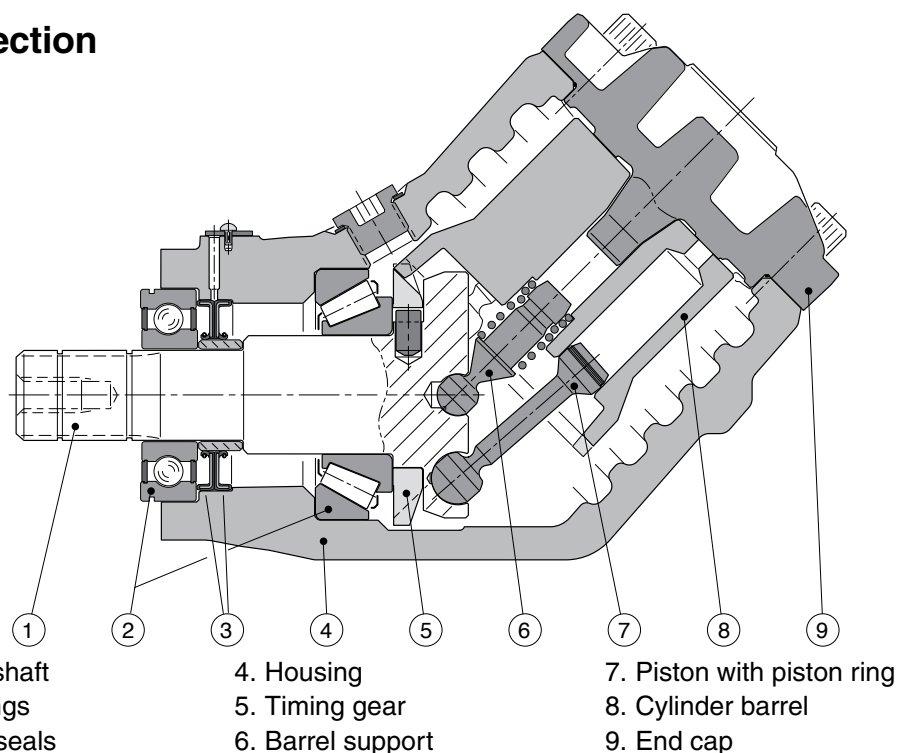 ection
1 2 3 4 5 6 7 8 9
shaft 4. Housing 7. Piston with piston ring
ngs 5. Timing gear 8. Cylinder barrel
seals 6. Barrel support 9. End cap